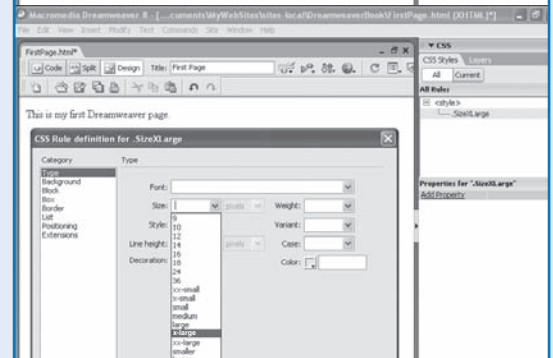 Macromedia Dreamweaver 8 - [...cuments\MyWebSites\sites-local\DreamweaverBook\FirstPage.html (XHTML)*]
File Edit View Insert Modify Text Commands Site Window Help
FirstPage.html*
Code Split Design Title: First Page
This is my first Dreamweaver page.
CSS
CSS Styles Layers
All Current
All Rules
<style>
.SizeXLarge
Properties for ".SizeXLarge"
Add Property
CSS Rule definition for .SizeXLarge
Category
Type
Background
Block
Box
Border
List
Positioning
Extensions
Type
Font:
Size: pixels Weight:
Style: Variant:
Line height: pixels Case:
Decoration: Color:
9
10
12
14
16
18
24
36
xx-small
x-small
small
medium
large
x-large
xx-large
smaller